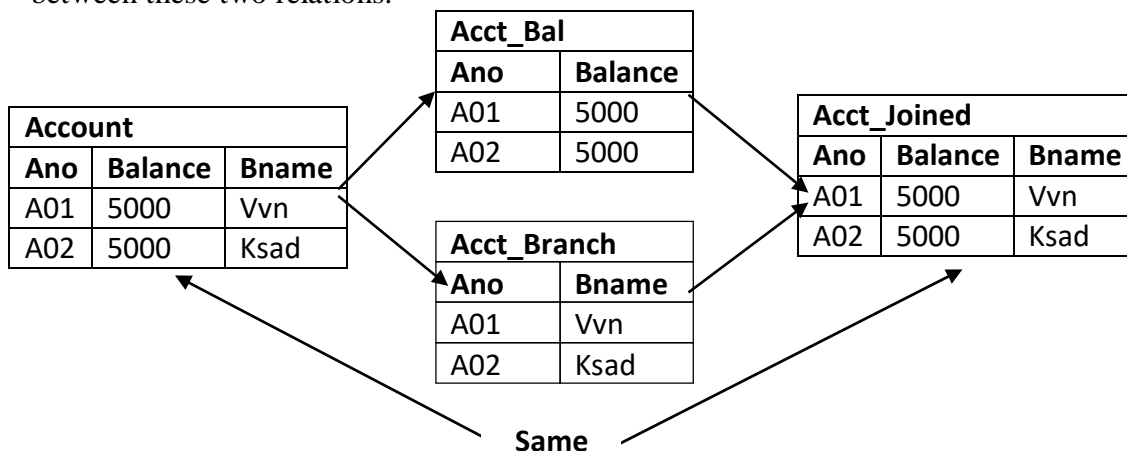 between these two relations.
Acct_Bal
Ano Balance
A01 5000
A02 5000
Account
Ano Balance Bname
A01 5000 Vvn
A02 5000 Ksad
Acct_Branch
Ano Bname
A01 Vvn
A02 Ksad
Acct_Joined
Ano Balance Bname
A01 5000 Vvn
A02 5000 Ksad
Same